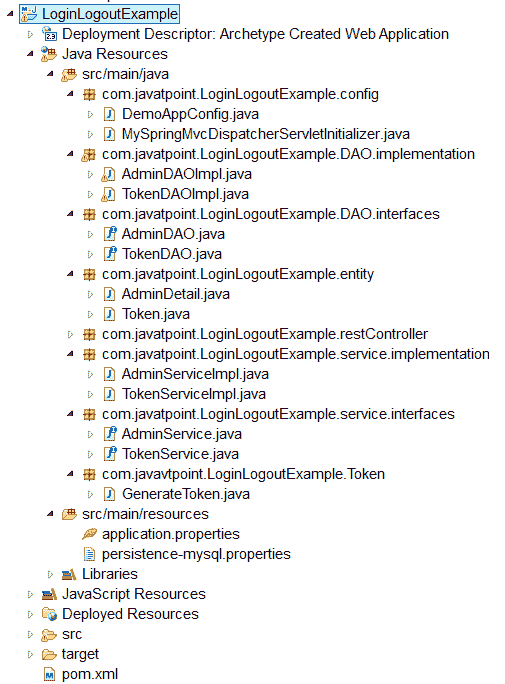 LoginLogoutExample
Deployment Descriptor: Archetype Created Web Application
Java Resources
src/main/java
com.javatpoint.LoginLogoutExample.config
DemoAppConfig.java
MySpringMvcDispatcherServletInitializer.java
com.javatpoint.LoginLogoutExample.DAO.implementation
AdminDAOImpl.java
TokenDAOImpl.java
com.javatpoint.LoginLogoutExample.DAO.interfaces
AdminDAO.java
TokenDAO.java
com.javatpoint.LoginLogoutExample.entity
AdminDetail.java
Token.java
com.javatpoint.LoginLogoutExample.restController
com.javatpoint.LoginLogoutExample.service.implementation
AdminServiceImpl.java
TokenServiceImpl.java
com.javatpoint.LoginLogoutExample.service.interfaces
AdminService.java
TokenService.java
com.javavtpoint.LoginLogoutExample.Token
GenerateToken.java
src/main/resources
application.properties
persistence-mysql.properties
Libraries
JavaScript Resources
Deployed Resources
src
target
pom.xml